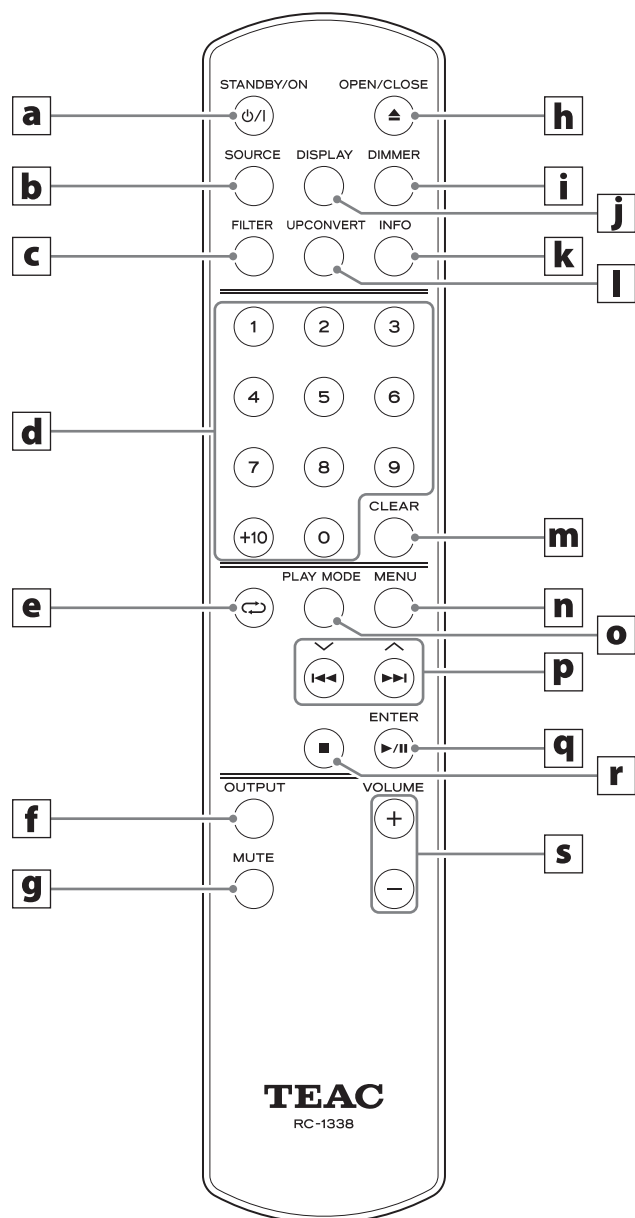 STANDBY/ON OPEN/CLOSE
a h
SOURCE DISPLAY DIMMER
b i
j
FILTER UPCONVERT INFO
c k
l
1 2 3
4 5 6
d
7 8 9
CLEAR
+10 0 m
PLAY MODE MENU
e n
o
p
ENTER
q
r
OUTPUT VOLUME
f +
MUTE s
g −
TEAC
RC-1338